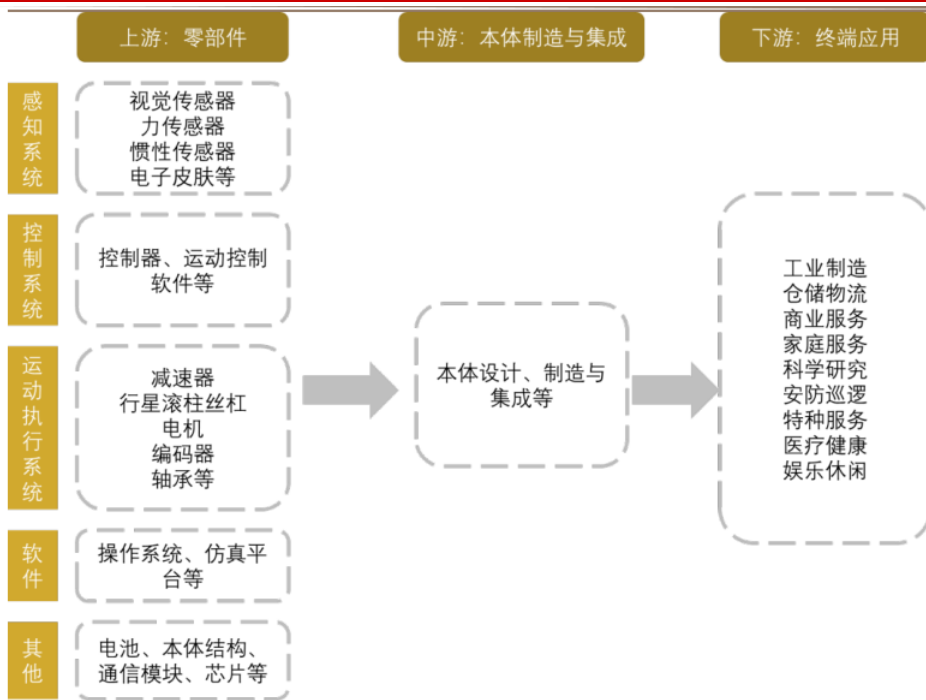 上游：零部件
中游：本体制造与集成
下游：终端应用
感知系统
视觉传感器
力传感器
惯性传感器
电子皮肤等
控制系统
控制器、运动控制
软件等
运动执行系统
减速器
行星滚柱丝杠
电机
编码器
轴承等
软件
操作系统、仿真平
台等
其他
电池、本体结构、
通信模块、芯片等
本体设计、制造与
集成等
工业制造
仓储物流
商业服务
家庭服务
科学研究
安防巡逻
特种服务
医疗健康
娱乐休闲